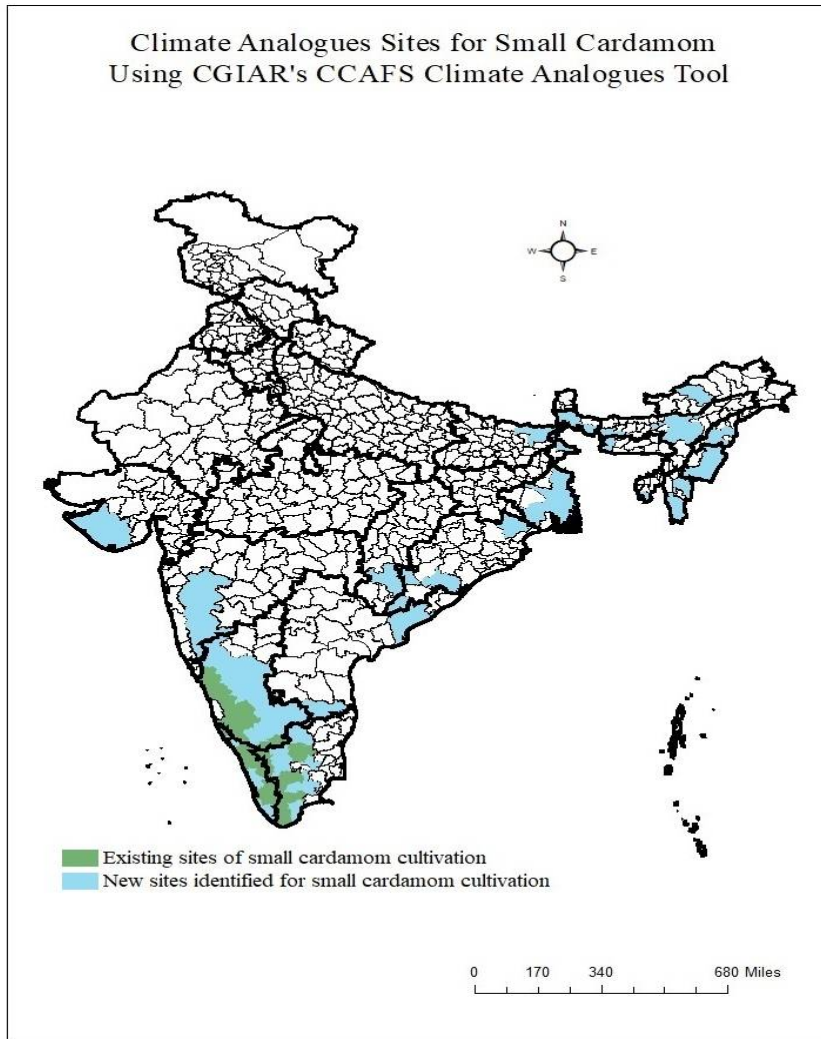 Climate Analogues Sites for Small Cardamom
Using CGIAR's CCAFS Climate Analogues Tool
N
W E
S
Existing sites of small cardamom cultivation
New sites identified for small cardamom cultivation
0 170 340 680 Miles